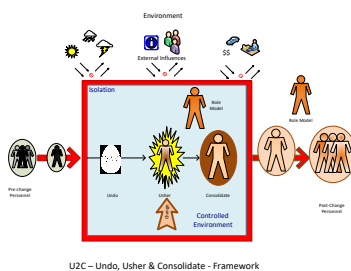 Environment
$$
i
External Influences
Isolation
Role
Model
Role Model
Pre-change
Personnel
Undo
Usher
Consolidate
Controlled
Environment
Post-Change
Personnel
U2C – Undo, Usher & Consolidate - Framework